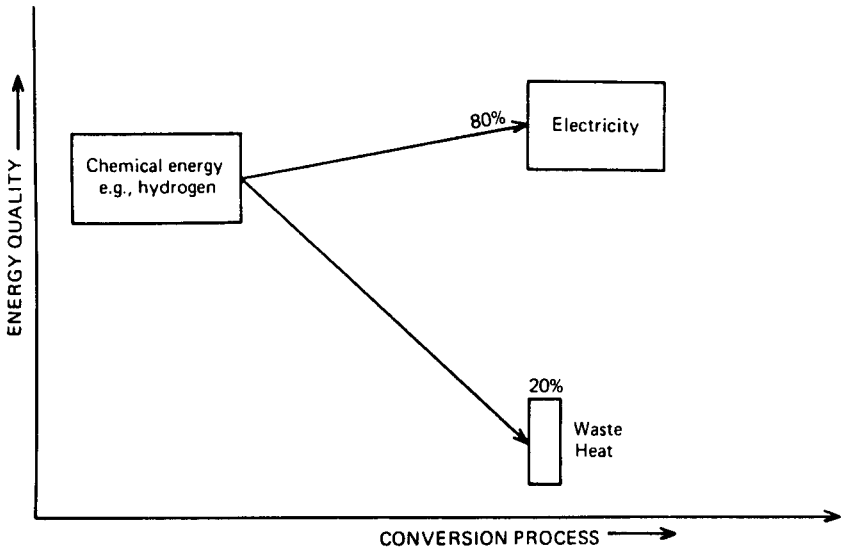 80%
Electricity
Chemical energy
e.g., hydrogen
ENERGY QUALITY
20%
Waste
Heat
CONVERSION PROCESS